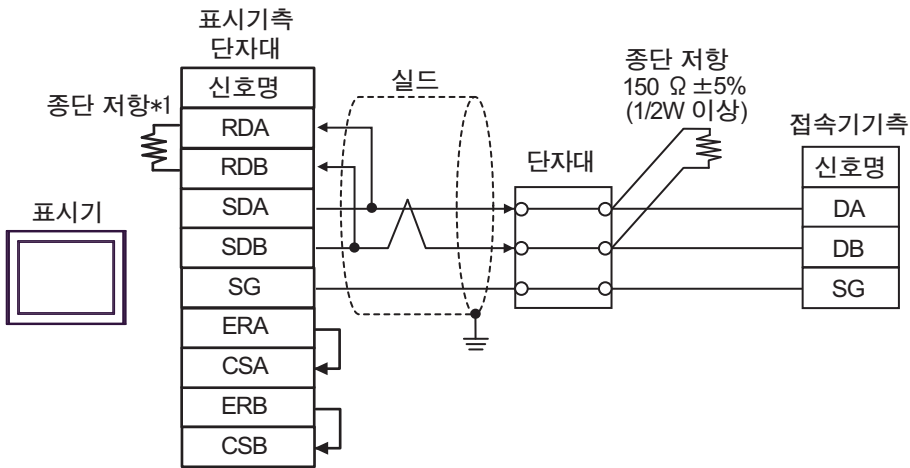 표시기측
단자대
신호명
종단 저항*1
RDA
RDB
SDA
SDB
SG
ERA
CSA
ERB
CSB
표시기
실드
단자대
종단 저항
150 Ω ±5%
(1/2W 이상)
접속기기측
신호명
DA
DB
SG